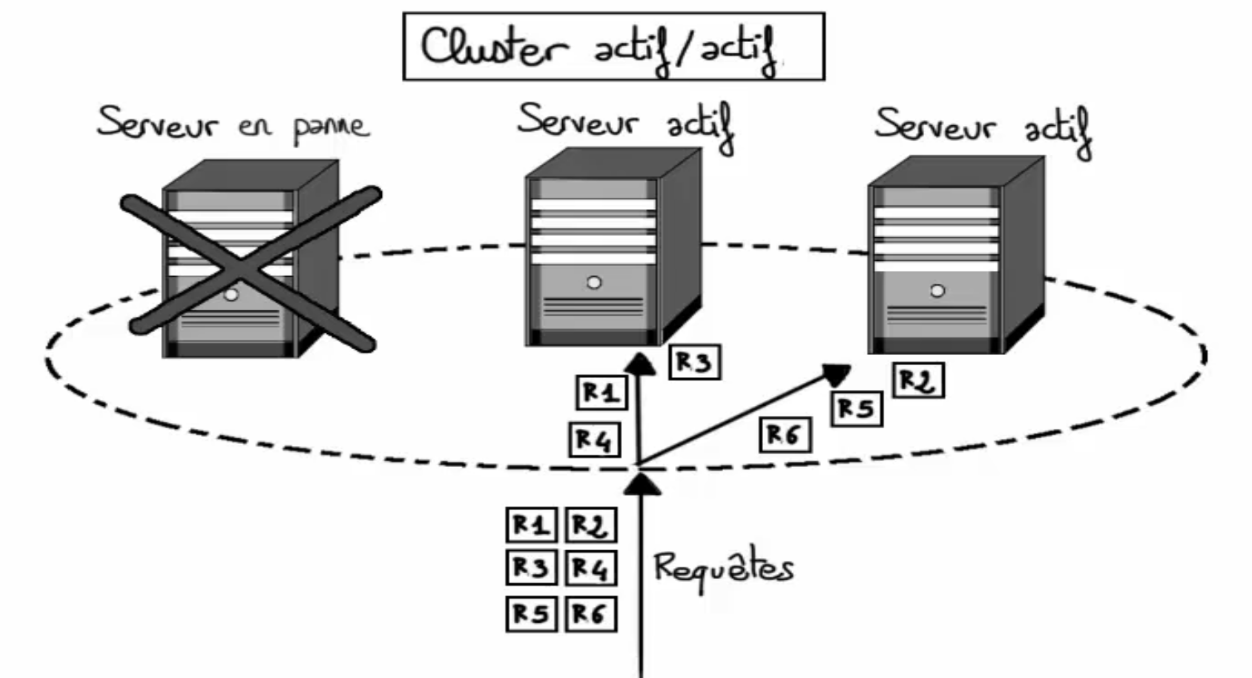 Cluster actif/actif
Serveur en panne
Serveur actif
Serveur actif
R3
R1
R2
R5
R4
R6
R1 R2
R3 R4
Requêtes
R5 R6